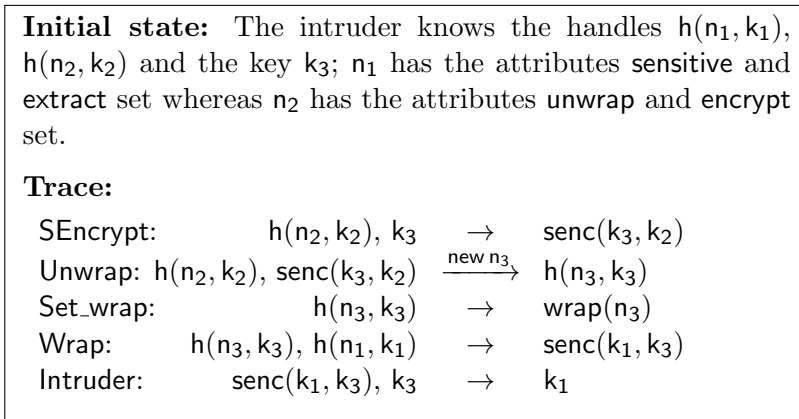 Initial state: The intruder knows the handles h(n₁, k₁),
h(n₂, k₂) and the key k₃; n₁ has the attributes sensitive and
extract set whereas n₂ has the attributes unwrap and encrypt
set.
Trace:
SEncrypt: h(n₂, k₂), k₃ → senc(k₃, k₂)
Unwrap: h(n₂, k₂), senc(k₃, k₂) new n₃ → h(n₃, k₃)
Set_wrap: h(n₃, k₃) → wrap(n₃)
Wrap: h(n₃, k₃), h(n₁, k₁) → senc(k₁, k₃)
Intruder: senc(k₁, k₃), k₃ → k₁